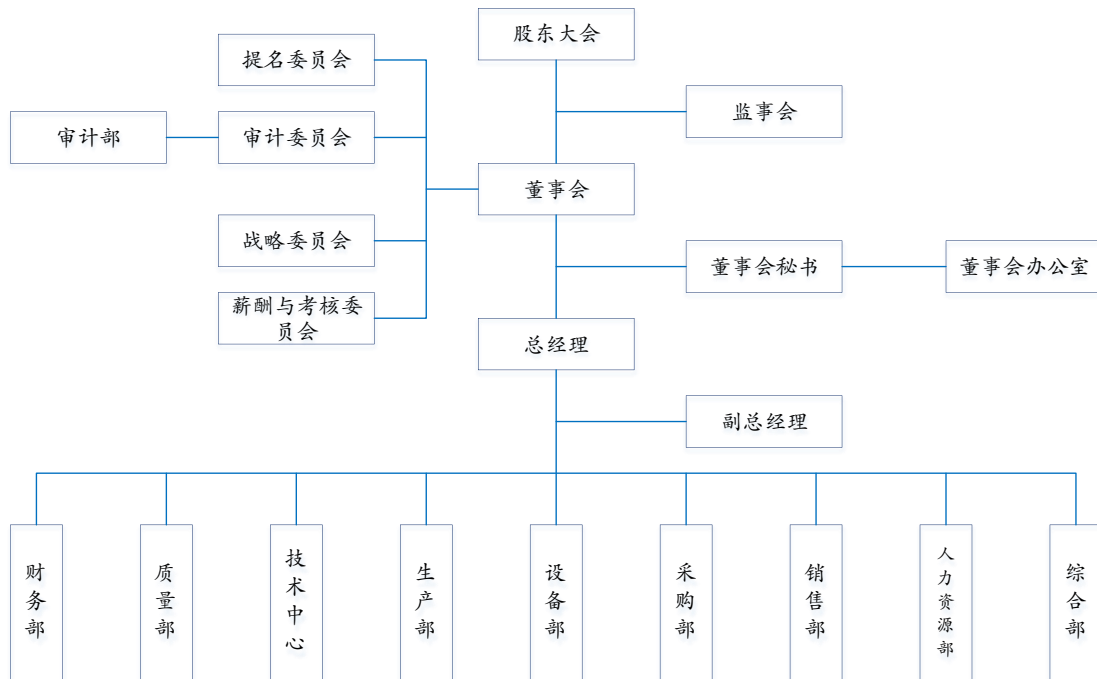 股东大会
提名委员会
监事会
审计部
审计委员会
董事会
战略委员会
董事会秘书
董事会办公室
薪酬与考核委
员会
总经理
副总经理
财务部
质量部
技术中心
生产部
设备部
采购部
销售部
人力资源部
综合部